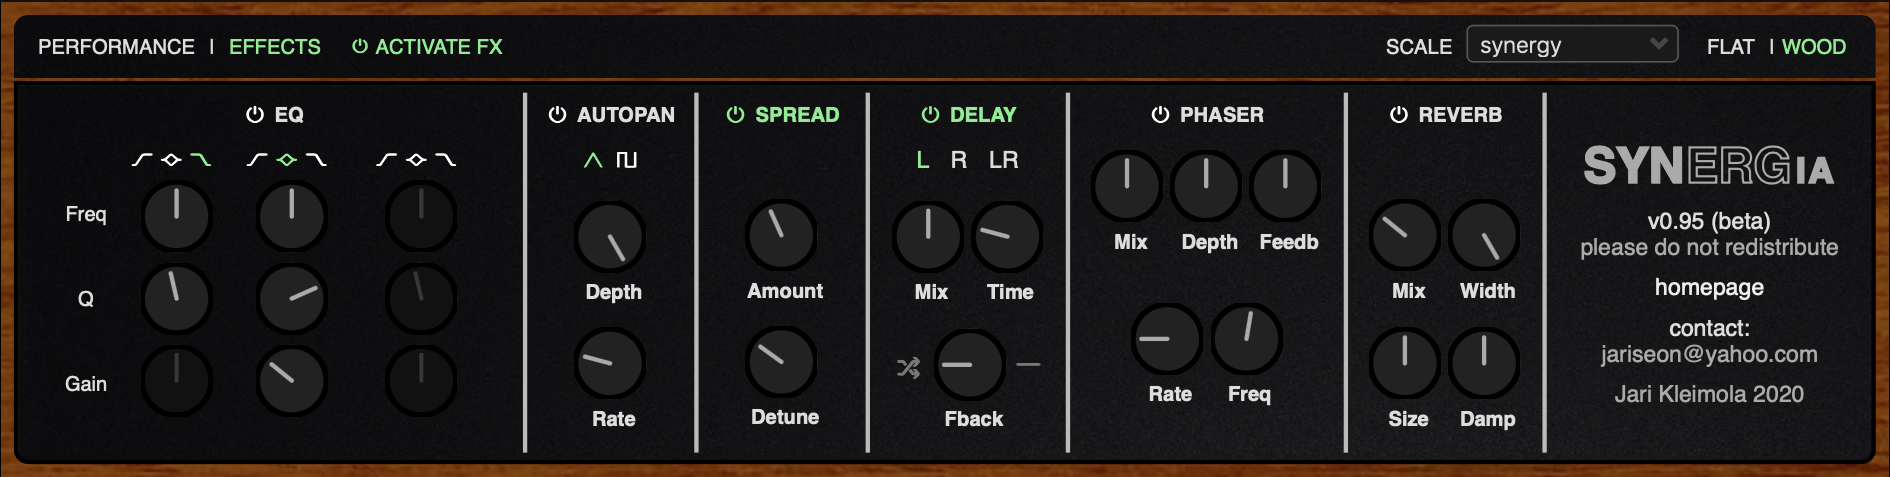 PERFORMANCE | EFFECTS ACTIVATE FX SCALE synergy FLAT | WOOD
EQ AUTOPAN SPREAD DELAY PHASER REVERB
L R LR
SYNERGIA
Freq
Mix Depth Feedb
v0.95 (beta)
please do not redistribute
Q
Depth Amount Mix Time Mix Width
homepage
contact:
jariseon@yahoo.com
Gain
Rate Freq
Jari Kleimola 2020
Rate Detune Fback Size Damp